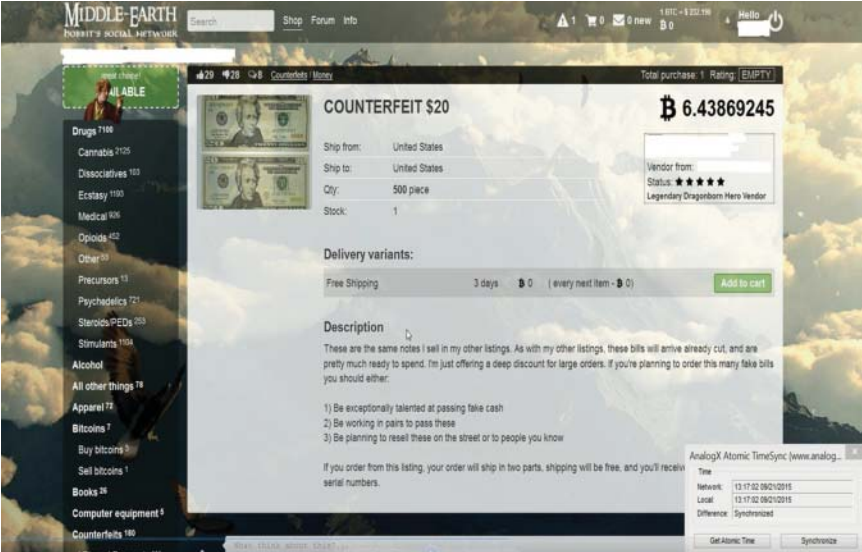 MIDDLE-EARTH
HOBBIT'S SOCIAL NETWORK
Search
Shop Forum Info
1 0 0 new
0
Hello
AILABLE
29 28 8 Counterfeits Money
Total purchase: 1 Rating: EMPTY
COUNTERFEIT $20
6.43869245
Ship from: United States
Ship to: United States
Qty: 500 piece
Stock: 1
Vendor from:
Status: ★★★★★
Legendary Dragonborn Hero Vendor
Delivery variants:
Free Shipping 3 days 0 ( every next item - 0) Add to cart
Description
These are the same notes I sell in my other listings. As with my other listings, these bills will arrive already cut, and are
pretty much ready to spend. I'm just offering a deep discount for large orders. If you're planning to order this many fake bills
you should either:
1) Be exceptionally talented at passing fake cash
2) Be working in pairs to pass these
3) Be planning to resell these on the street or to people you know
If you order from this listing, your order will ship in two parts, shipping will be free, and you'll receive
serial numbers.
Drugs 7100
Cannabis 2125
Dissociatives 103
Ecstasy 1190
Medical 926
Opioids 452
Other
Precursors 13
Psychedelics 721
Steroids/PEDs
Stimulants 1104
Alcohol
All other things 78
Apparel 72
Bitcoins 7
Buy bitcoins
Sell bitcoins 1
Books 26
Computer equipment 5
Counterfeits 180
AnalogX Atomic TimeSync (www.analog...
Time
Network: 13:17:02 09/21/2015
Local: 13:17:02 09/21/2015
Difference: Synchronized
Get Atomic Time Synchronize